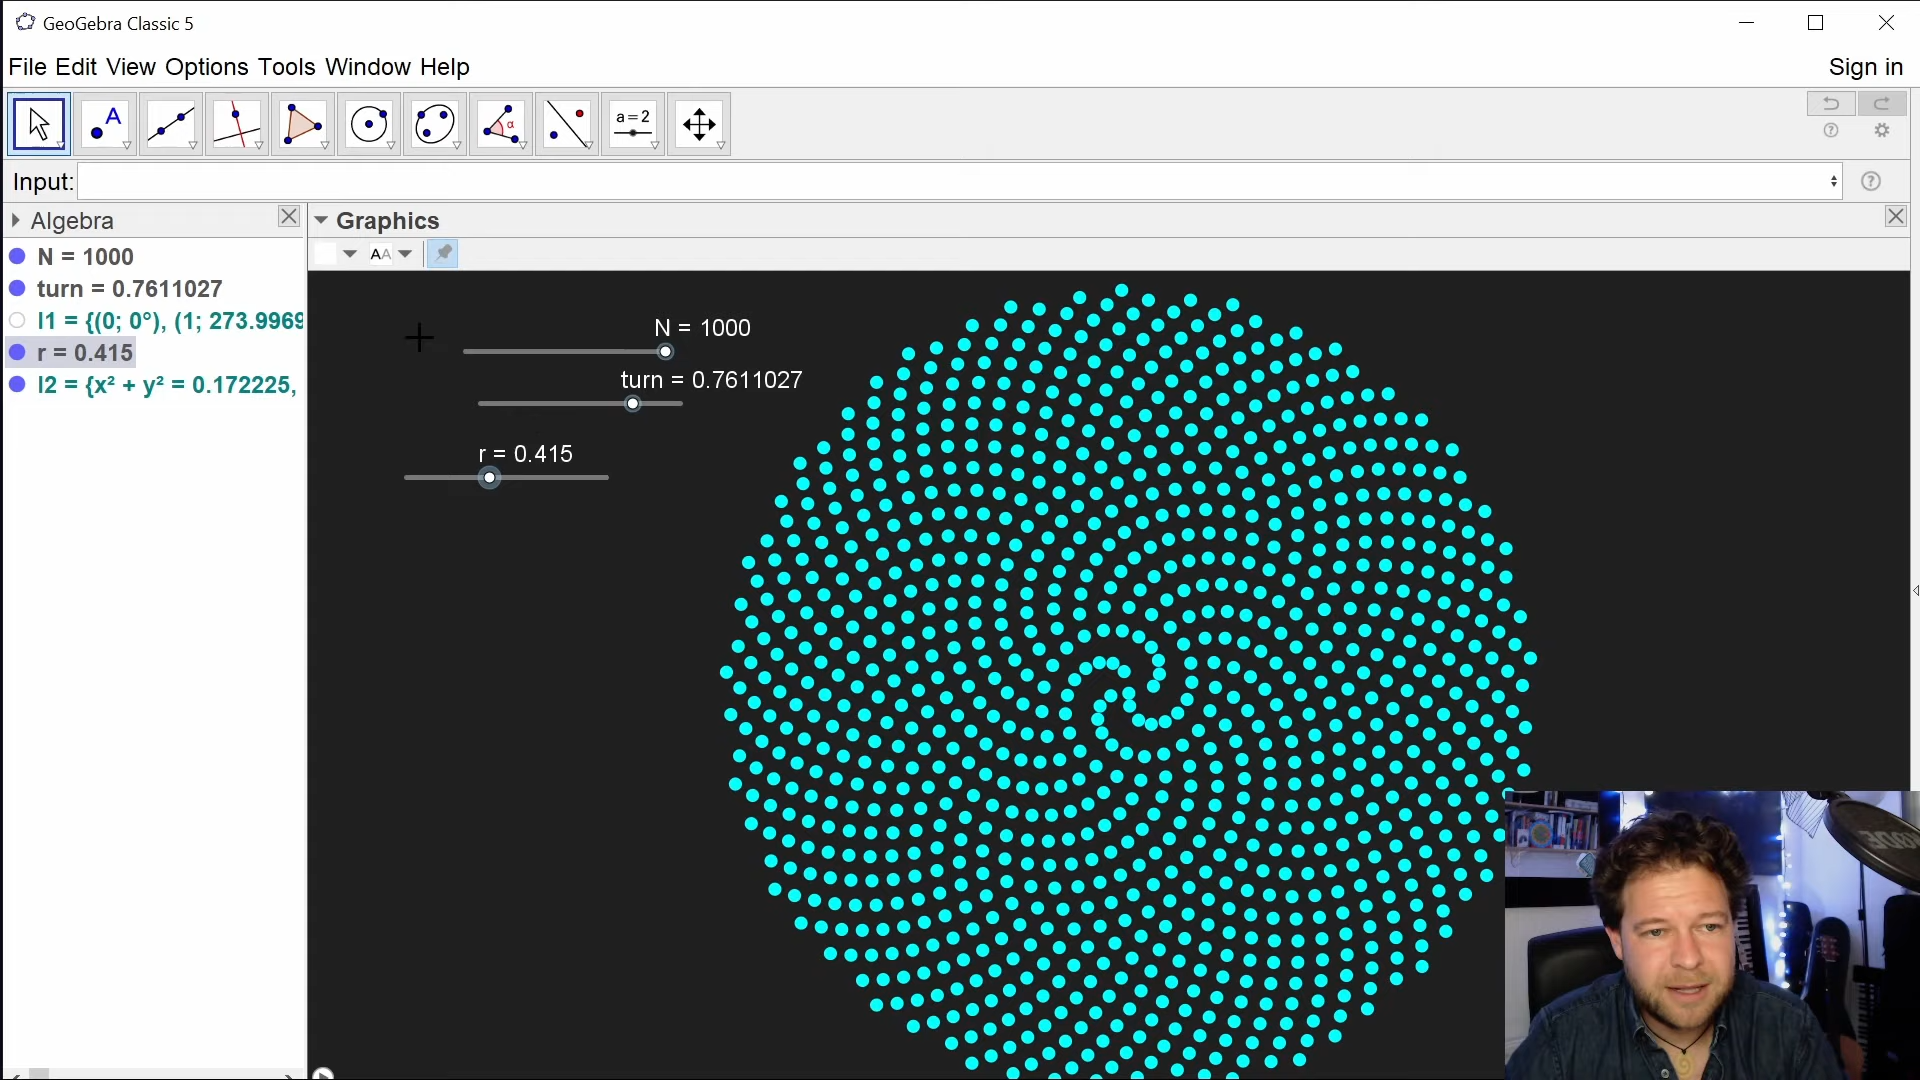 GeoGebra Classic 5
File Edit View Options Tools Window Help
Sign in
A
α
a=2
Input:
Algebra
Graphics
AA
N = 1000
turn = 0.7611027
l1 = {(0; 0°), (1; 273.9969
r = 0.415
l2 = {x² + y² = 0.172225,
N = 1000
turn = 0.7611027
r = 0.415